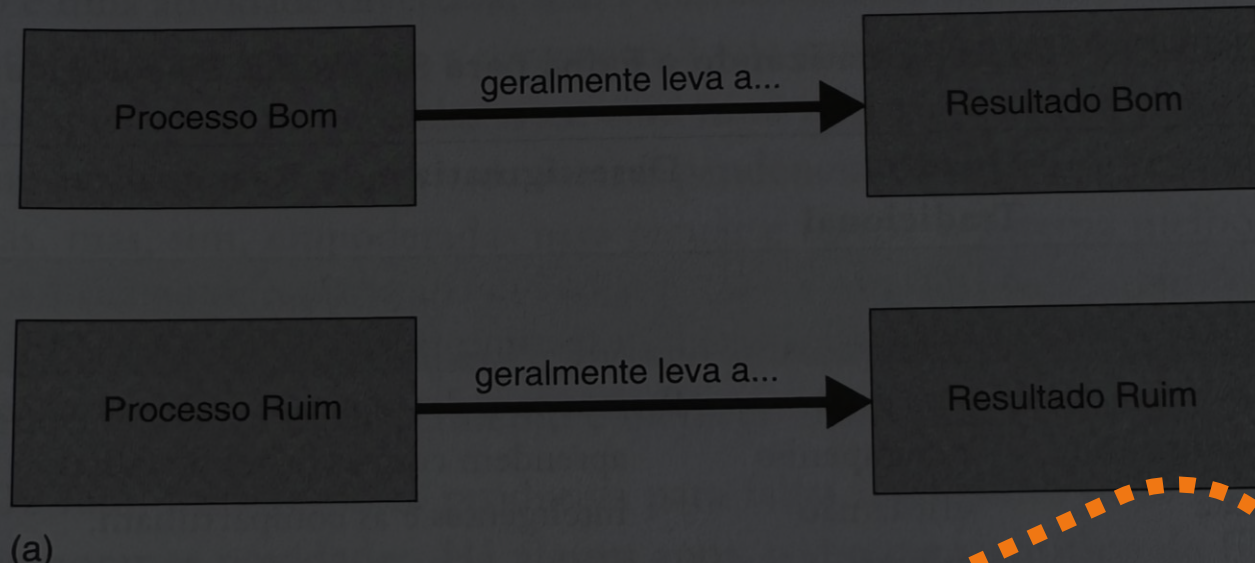 geralmente leva a...
Processo Bom
Resultado Bom
geralmente leva a...
Processo Ruim
Resultado Ruim
(a)